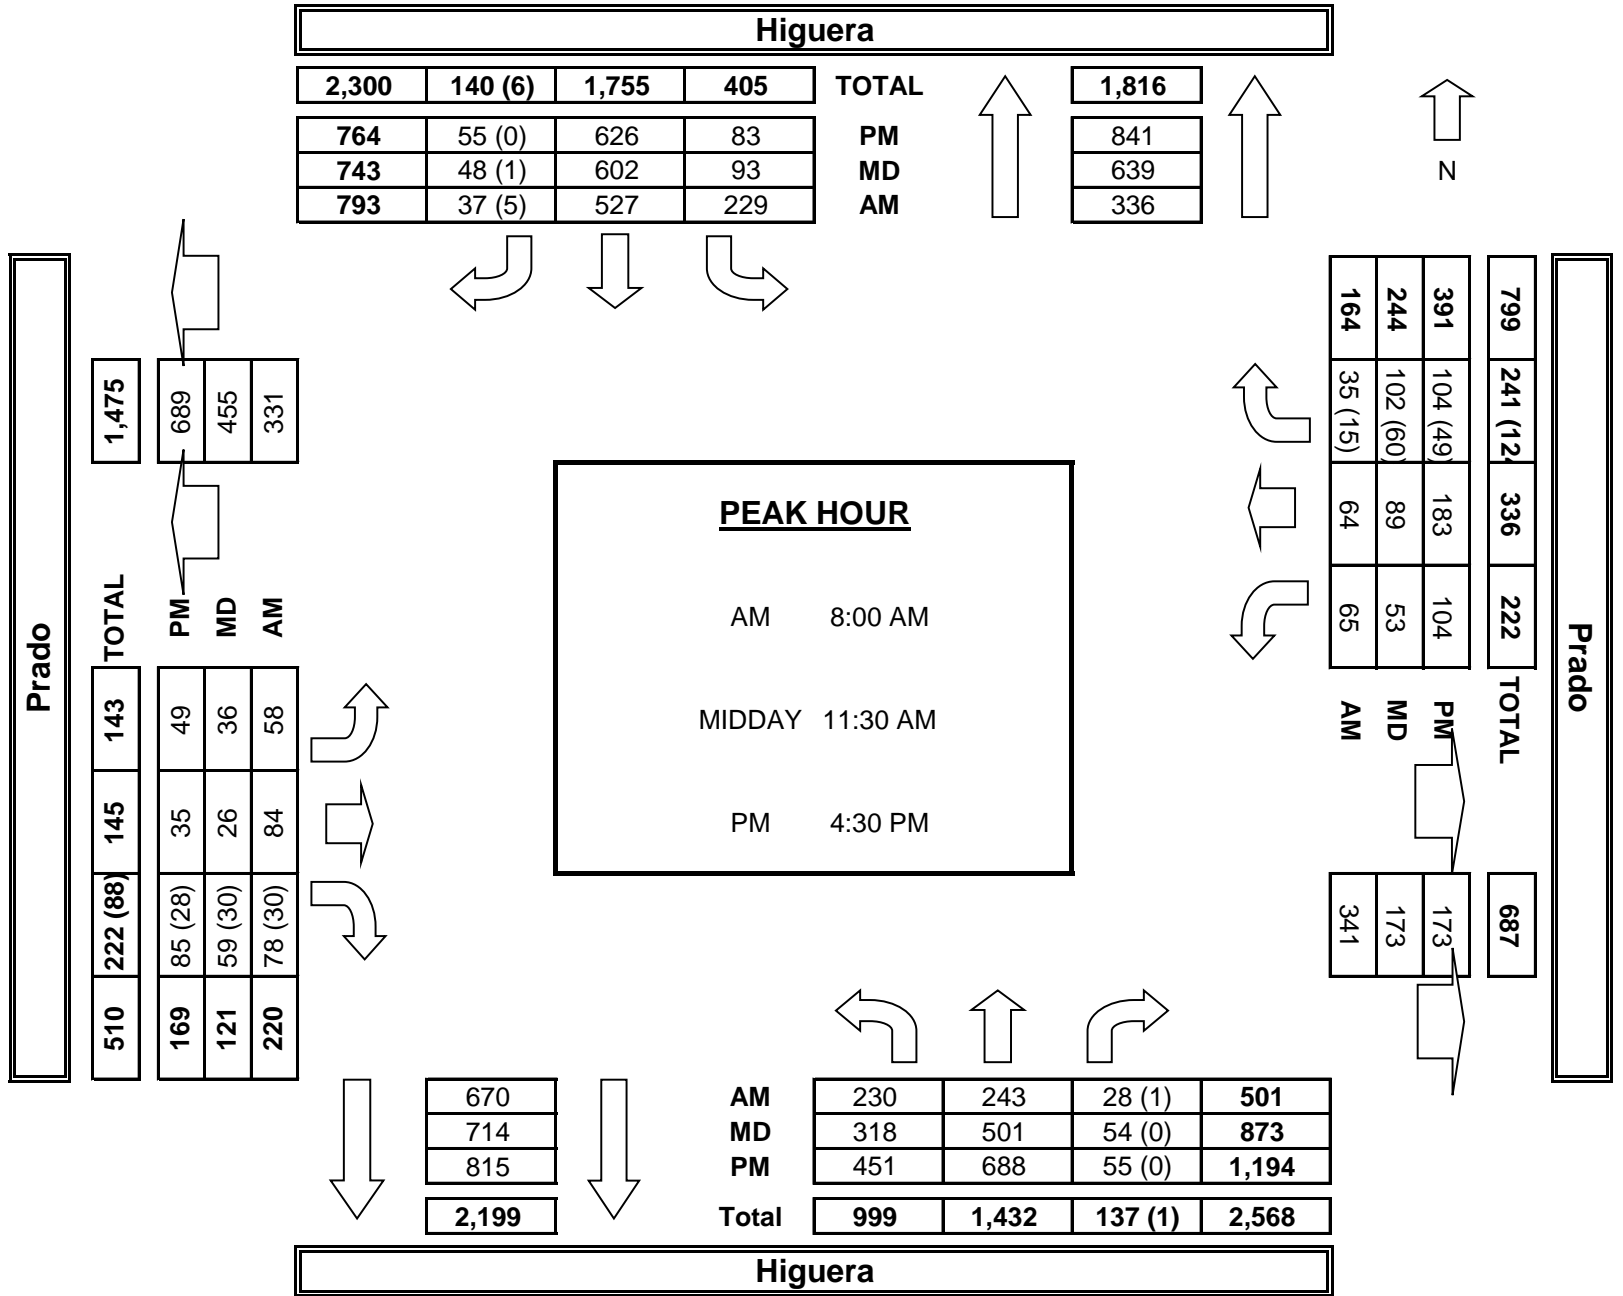 Higuera
2,300 140 (6) 1,755 405 TOTAL 1,816
764 55 (0) 626 83 PM 841
743 48 (1) 602 93 MD 639
793 37 (5) 527 229 AM 336
N
Prado
1,475 689 455 331
TOTAL PM MD AM
143 49 36 58
145 35 26 84
222 (88) 85 (28) 59 (30) 78 (30)
510 169 121 220
PEAK HOUR
AM 8:00 AM
MIDDAY 11:30 AM
PM 4:30 PM
164 244 391 799
35 (15) 102 (60) 104 (49) 241 (124
64 89 183 336
65 53 104 222
AM MD PM TOTAL
341 173 173 687
Prado
670 AM 230 243 28 (1) 501
714 MD 318 501 54 (0) 873
815 PM 451 688 55 (0) 1,194
2,199 Total 999 1,432 137 (1) 2,568
Higuera